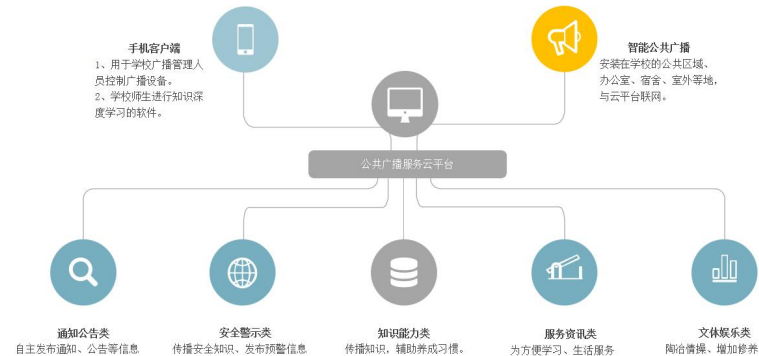 手机客户端
1、用于学校广播管理人
员控制广播设备。
2、学校师生进行知识深
度学习的软件。
智能公共广播
安装在学校的公共区域、
办公室、宿舍、室外等地,
与云平台联网。
公共广播服务云平台
通知公告类
自主发布通知、公告等信息
安全警示类
传播安全知识、发布预警信息
知识能力类
传播知识，辅助养成习惯。
服务资讯类
为方便学习、生活服务
文体娱乐类
陶冶情操、增加修养